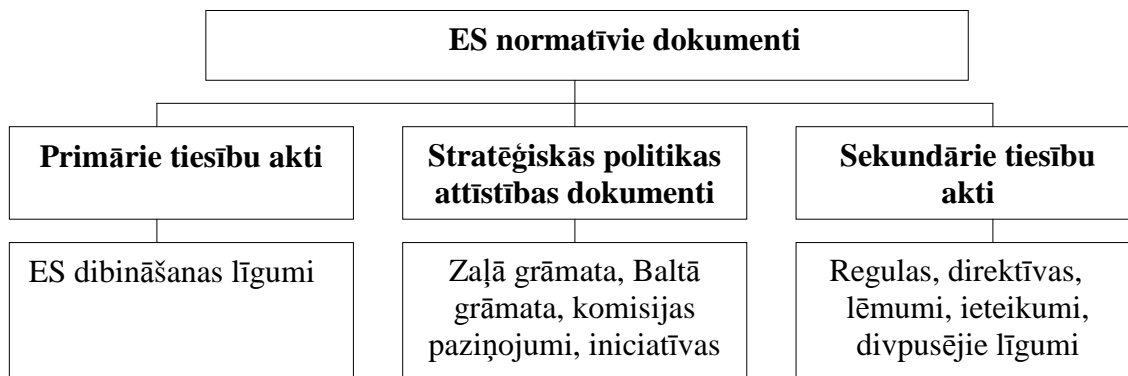 ES normatīvie dokumenti
Primārie tiesību akti
Stratēģiskās politikas
attīstības dokumenti
Sekundārie tiesību
akti
ES dibināšanas līgumi
Zaļā grāmata, Baltā
grāmata, komisijas
paziņojumi, iniciatīvas
Regulas, direktīvas,
lēmumi, ieteikumi,
divpusējie līgumi